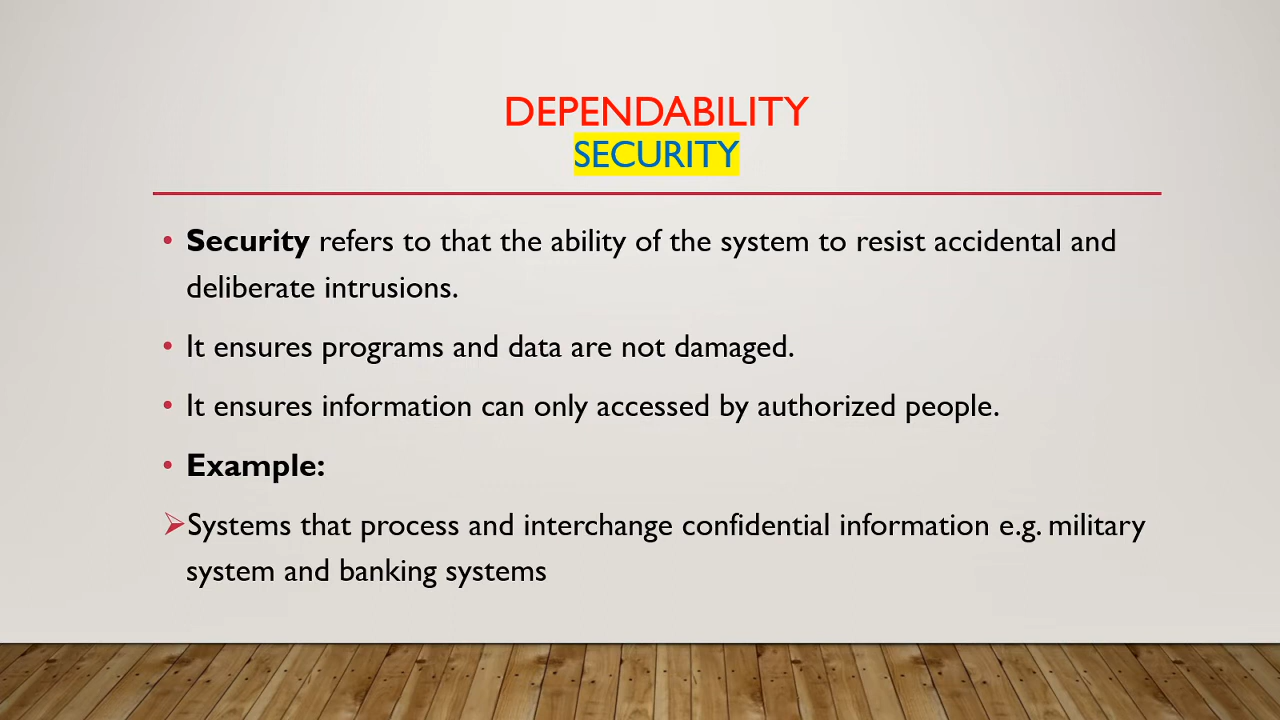 DEPENDABILITY
SECURITY
• Security refers to that the ability of the system to resist accidental and
deliberate intrusions.
• It ensures programs and data are not damaged.
• It ensures information can only accessed by authorized people.
• Example:
➢Systems that process and interchange confidential information e.g. military
system and banking systems